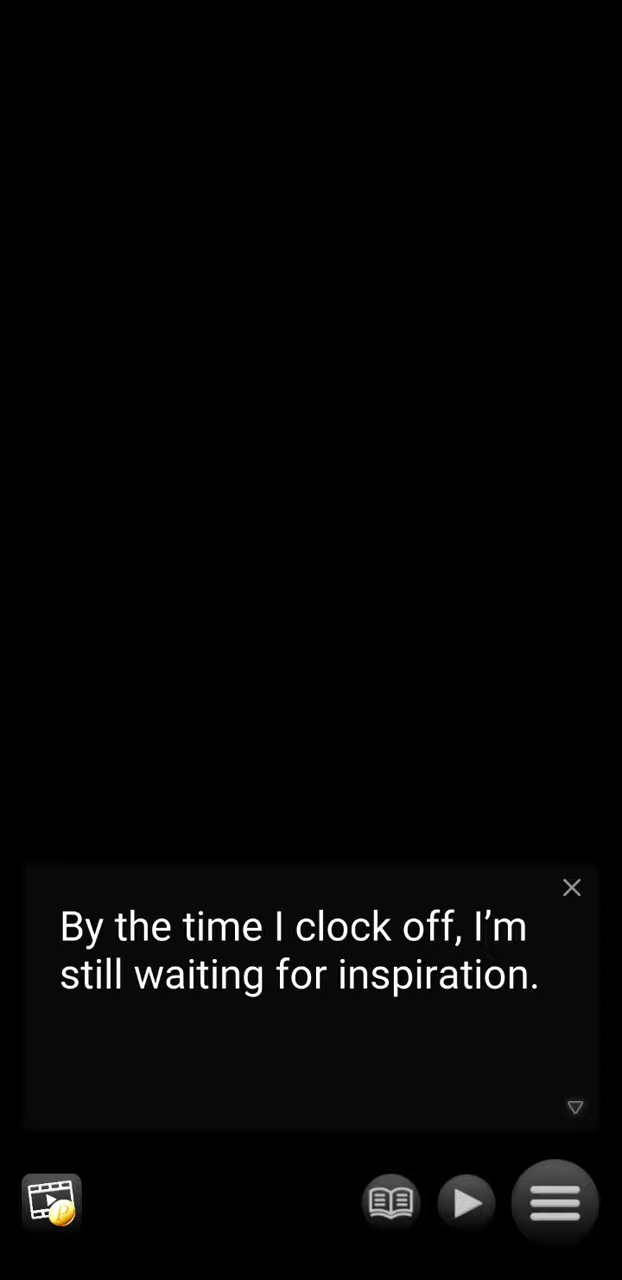 By the time I clock off, I’m
still waiting for inspiration.
P